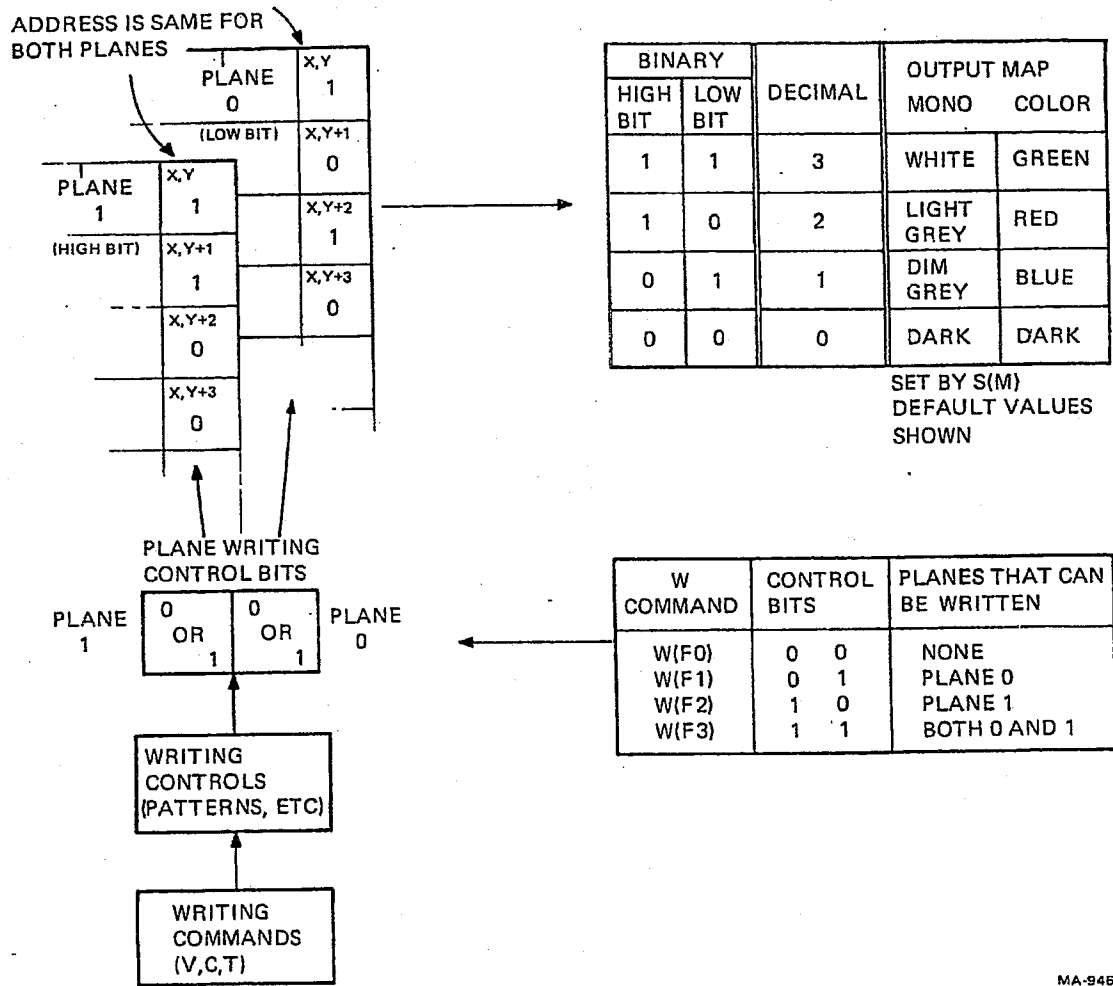 ADDRESS IS SAME FOR
BOTH PLANES
PLANE
0
(LOW BIT)
X,Y
1
X,Y+1
0
X,Y+2
1
X,Y+3
0
PLANE
1
(HIGH BIT)
X,Y
1
X,Y+1
1
X,Y+2
0
X,Y+3
0
BINARY
HIGH BIT LOW BIT DECIMAL OUTPUT MAP
MONO COLOR
1 1 3 WHITE GREEN
1 0 2 LIGHT GREY RED
0 1 1 DIM GREY BLUE
0 0 0 DARK DARK
SET BY S(M)
DEFAULT VALUES
SHOWN
PLANE WRITING
CONTROL BITS
PLANE
1
0
OR
1
0
OR
1
PLANE
0
W
COMMAND
CONTROL
BITS
PLANES THAT CAN
BE WRITTEN
W(F0) 0 0 NONE
W(F1) 0 1 PLANE 0
W(F2) 1 0 PLANE 1
W(F3) 1 1 BOTH 0 AND 1
WRITING
CONTROLS
(PATTERNS, ETC)
WRITING
COMMANDS
(V,C,T)